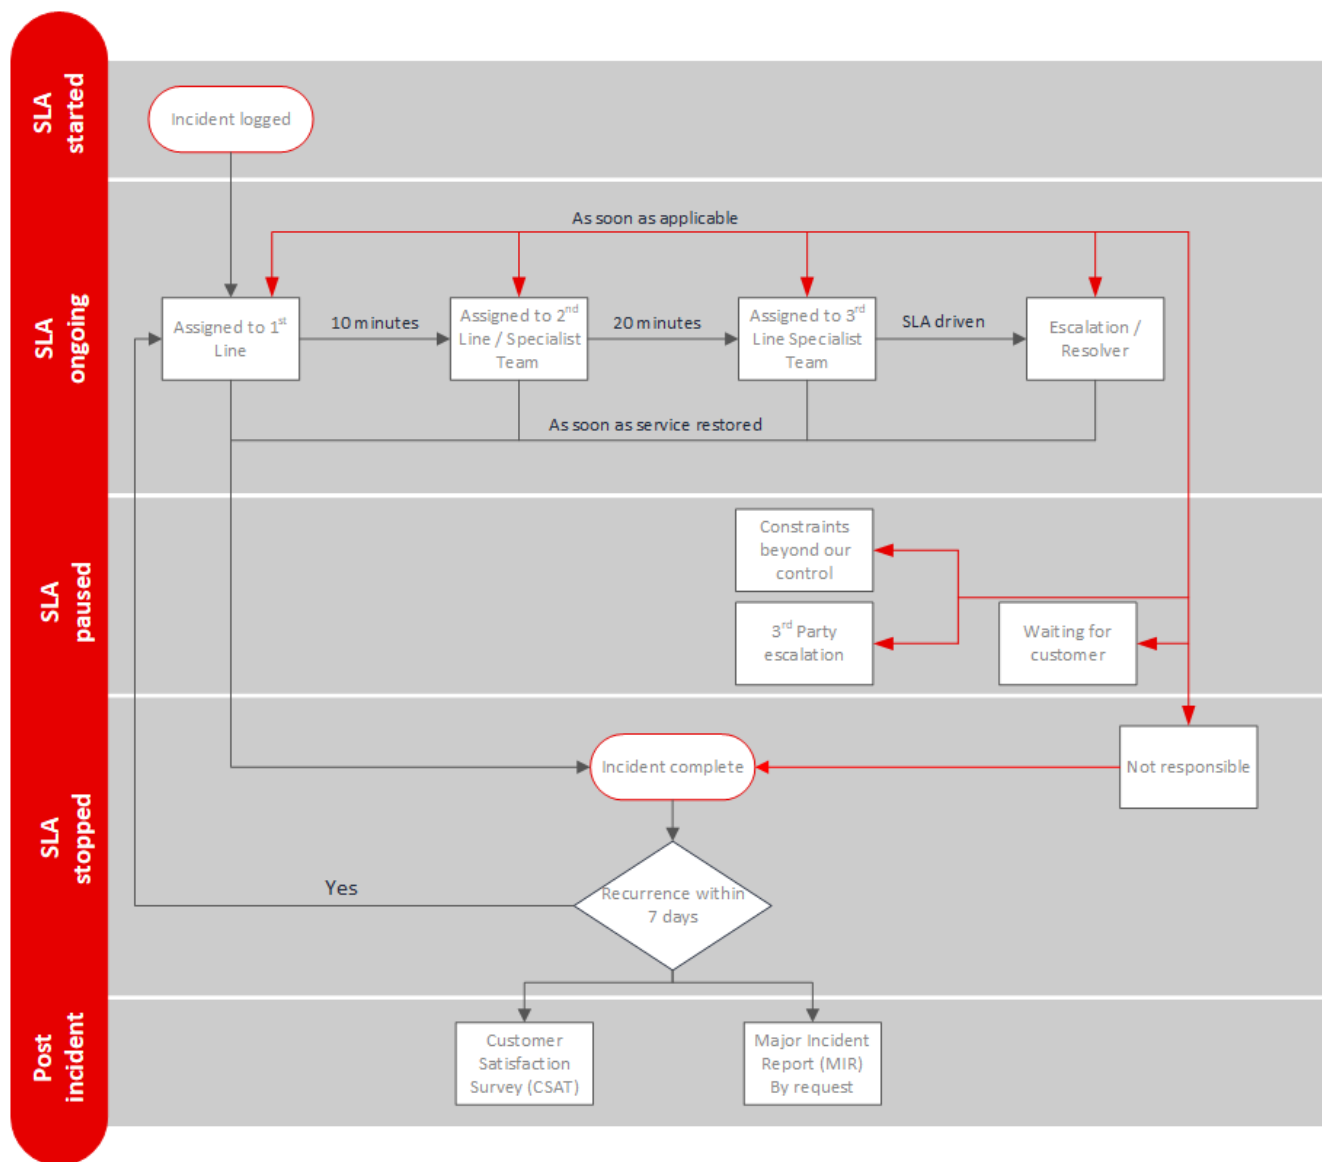 SLA
started
Incident logged
SLA
ongoing
As soon as applicable
Assigned to 1st
Line
10 minutes
Assigned to 2nd
Line / Specialist
Team
20 minutes
Assigned to 3rd
Line Specialist
Team
SLA driven
Escalation /
Resolver
As soon as service restored
SLA
paused
Constraints
beyond our
control
3rd Party
escalation
Waiting for
customer
SLA
stopped
Incident complete
Not responsible
Recurrence within
7 days
Yes
Post
incident
Customer
Satisfaction
Survey (CSAT)
Major Incident
Report (MIR)
By request